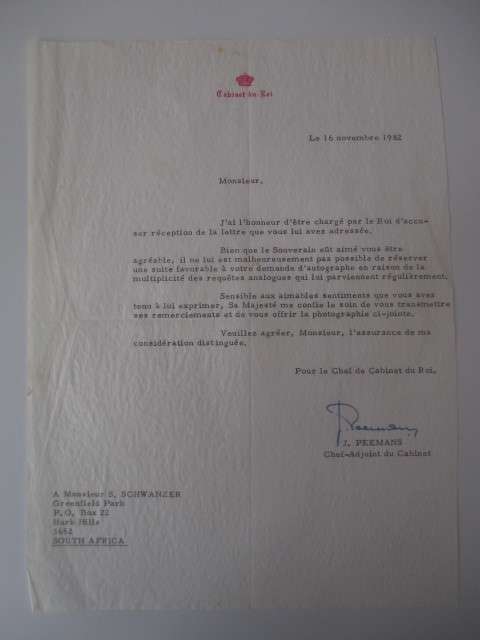 Cabinet du Roi
Le 16 novembre 1982
Monsieur,
J'ai l'honneur d'être chargé par le Roi d'accu-
ser réception de la lettre que vous lui avez adressée.
Bien que le Souverain eût aimé vous être
agréable, il ne lui est malheureusement pas possible de réserver
une suite favorable à votre demande d'autographe en raison de la
multiplicité des requêtes analogues qui lui parviennent régulièrement.
Sensible aux aimables sentiments que vous avez
tenu à lui exprimer, Sa Majesté me confie le soin de vous transmettre
ses remerciements et de vous offrir la photographie ci-jointe.
Veuillez agréer, Monsieur, l'assurance de ma
considération distinguée.
Pour le Chef de Cabinet du Roi,
J. Peemans
J. PEEMANS
Chef-Adjoint du Cabinet
A Monsieur S. SCHWANZER
Greenfield Park
P.O. Box 22
Hills
3652
SOUTH AFRICA